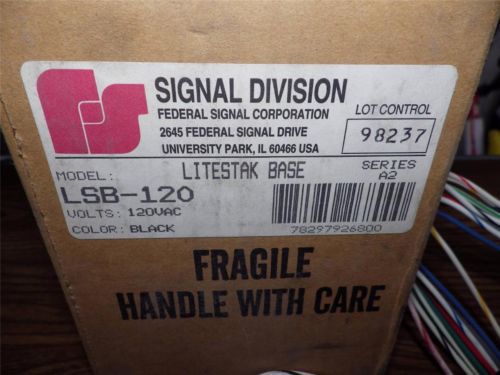 SIGNAL DIVISION
FEDERAL SIGNAL CORPORATION
2645 FEDERAL SIGNAL DRIVE
UNIVERSITY PARK, IL 60466 USA
LOT CONTROL
98237
MODEL: LITESTAK BASE SERIES
LSB-120 A2
VOLTS: 120VAC
COLOR: BLACK
78297926800
FRAGILE
HANDLE WITH CARE